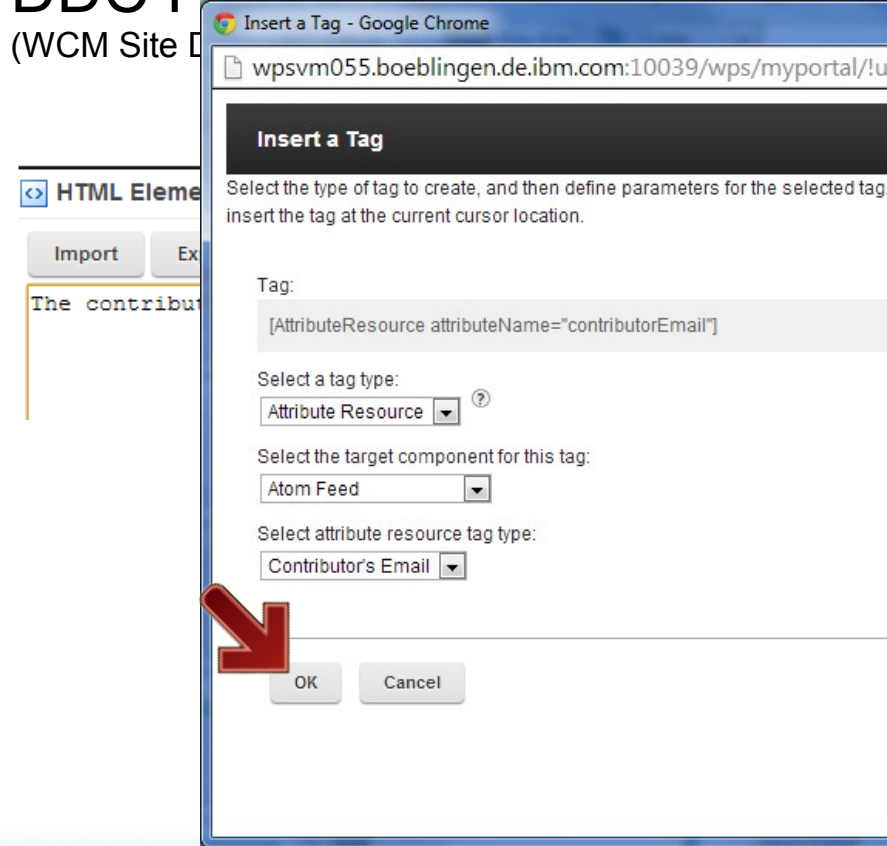 (WCM Site
Insert a Tag - Google Chrome
wpsvm055.boeblingen.de.ibm.com:10039/wps/myportal/!u
Insert a Tag
HTML Eleme
Select the type of tag to create, and then define parameters for the selected tag.
insert the tag at the current cursor location.
Import Ex
The contribut
Tag:
[AttributeResource attributeName="contributorEmail"]
Select a tag type:
Attribute Resource ?
Select the target component for this tag:
Atom Feed
Select attribute resource tag type:
Contributor's Email
OK Cancel